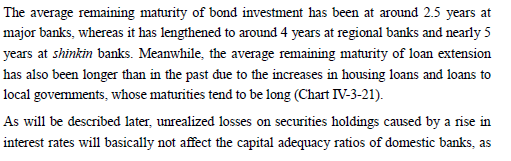 The average remaining maturity of bond investment has been at around 2.5 years at
major banks, whereas it has lengthened to around 4 years at regional banks and nearly 5
years at shinkin banks. Meanwhile, the average remaining maturity of loan extension
has also been longer than in the past due to the increases in housing loans and loans to
local governments, whose maturities tend to be long (Chart IV-3-21).
As will be described later, unrealized losses on securities holdings caused by a rise in
interest rates will basically not affect the capital adequacy ratios of domestic banks, as